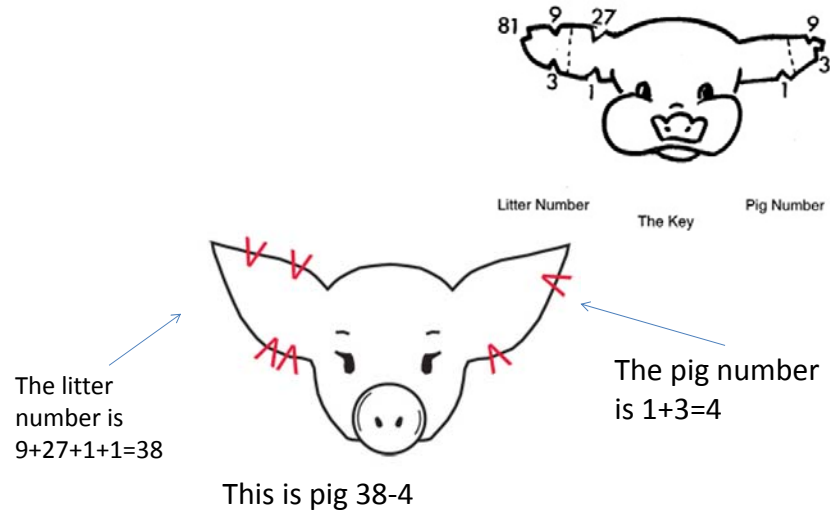 81 9 27 9
3 1 1 3
Litter Number The Key Pig Number
The litter
number is
9+27+1+1=38
The pig number
is 1+3=4
This is pig 38-4